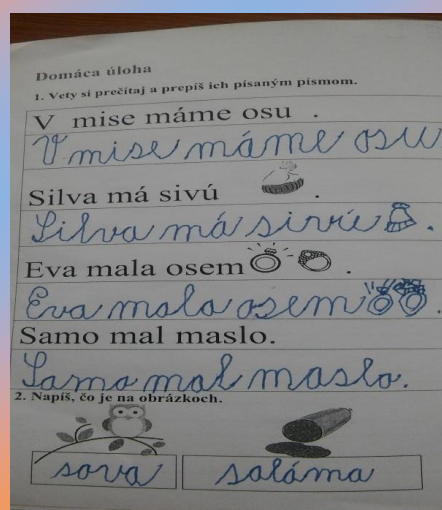 Domáca úloha
1. Vety si prečítaj a prepíš ich písaným písmom.
V mise máme osu .
V mise máme osu
Silva má sivú .
Silva má sivú .
Eva mala osem .
Eva mala osem .
Samo mal maslo.
Samo mal maslo.
2. Napíš, čo je na obrázkoch.
sova saláma